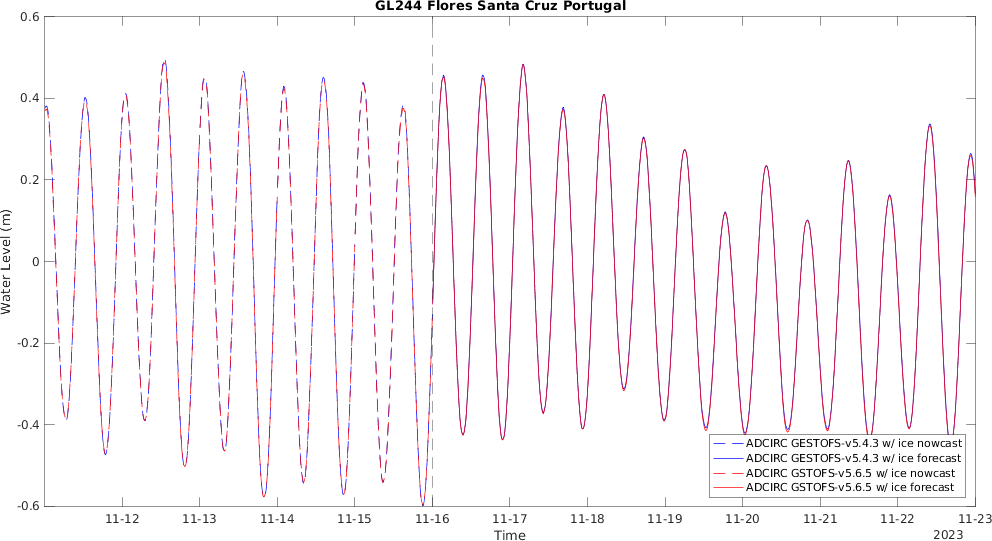 GL244 Flores Santa Cruz Portugal
0.6
0.4
0.2
0
-0.2
-0.4
-0.6
Water Level (m)
11-12
11-13
11-14
11-15
11-16
11-17
11-18
11-19
11-20
11-21
11-22
11-23
Time
2023
ADCIRC GESTOFS-v5.4.3 w/ ice nowcast
ADCIRC GESTOFS-v5.4.3 w/ ice forecast
ADCIRC GSTOFS-v5.6.5 w/ ice nowcast
ADCIRC GSTOFS-v5.6.5 w/ ice forecast